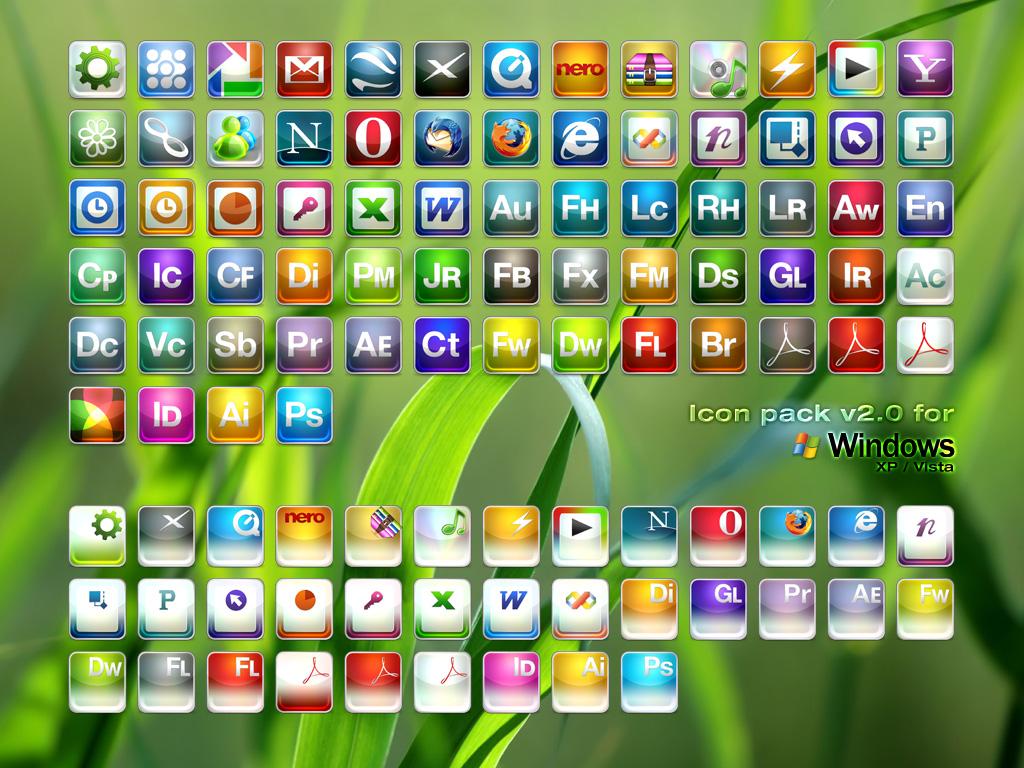 nero Y
N O e n P
W Au FH Lc RH LR Aw En
Cp Ic CF Di PM JR FB Fx FM Ds GL IR Ac
Dc Vc Sb Pr AE Ct Fw Dw FL Br
ID Ai Ps
Icon pack v2.0 for
Windows
XP / Vista
nero N O e n
P W Di GL Pr AE Fw
Dw FL FL ID Ai Ps